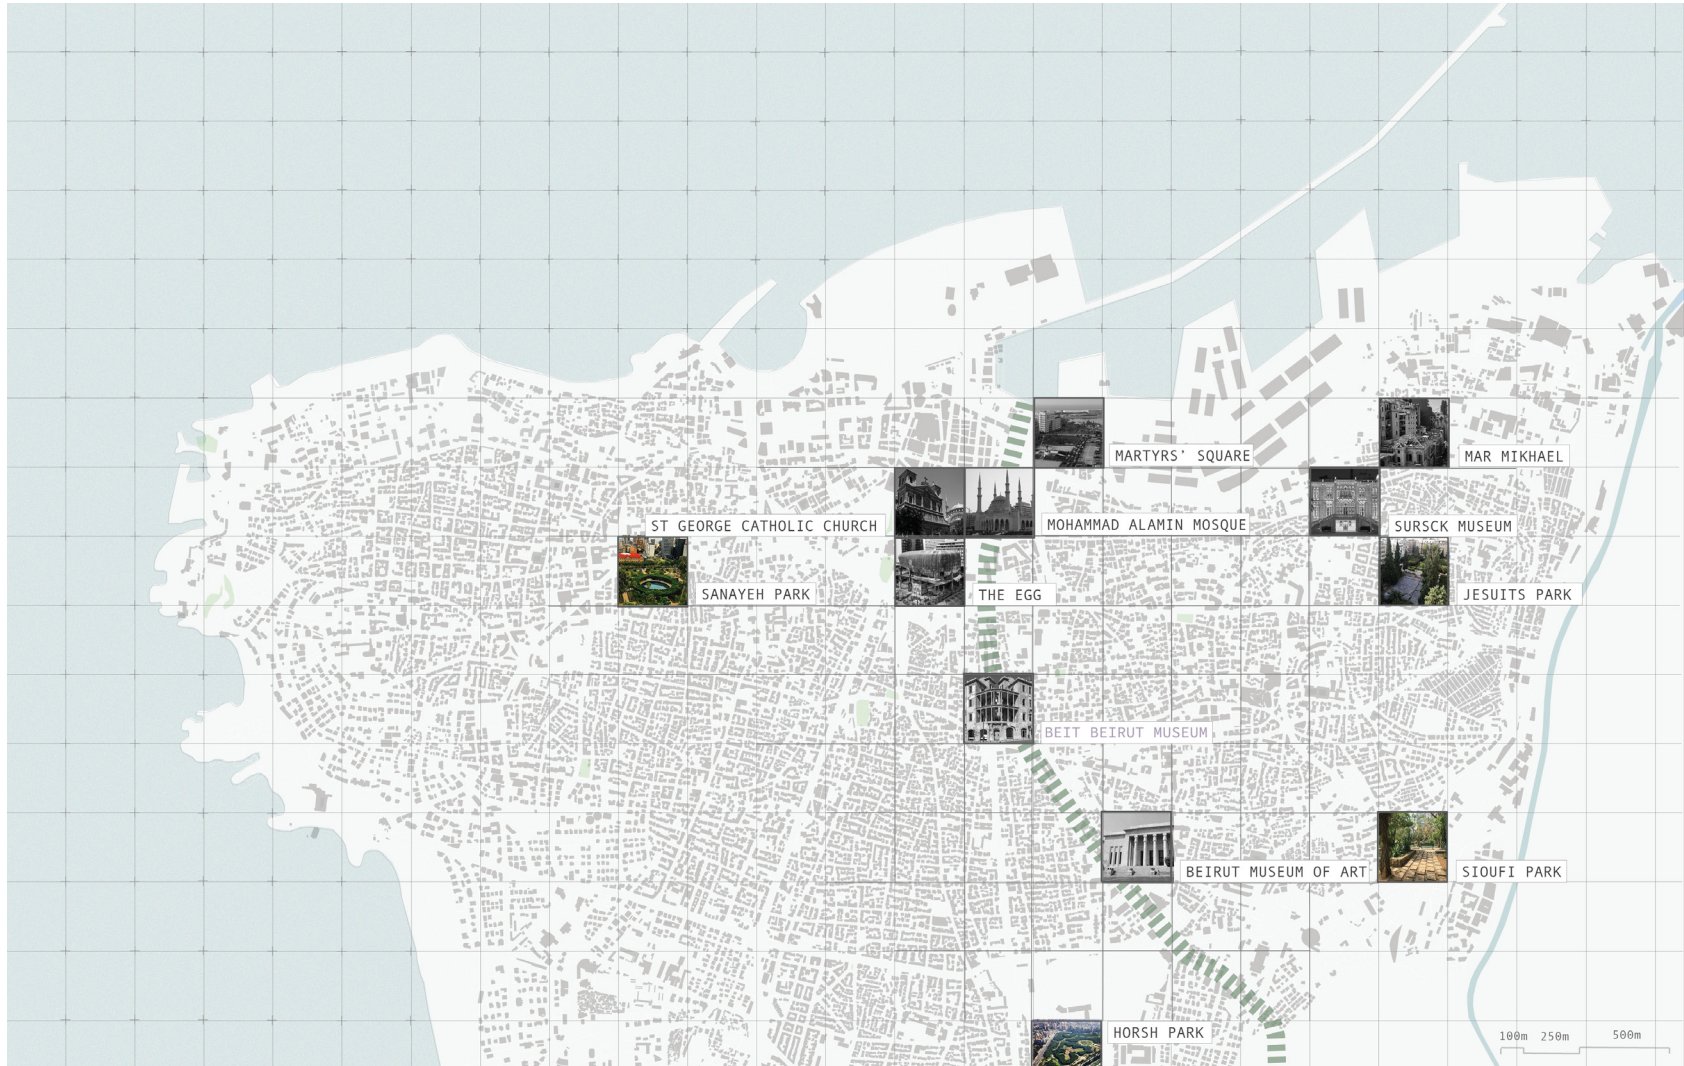 MARTYRS' SQUARE
MAR MIKHAEL
ST GEORGE CATHOLIC CHURCH
MOHAMMAD ALAMIN MOSQUE
SURSCK MUSEUM
SANAYEH PARK
THE EGG
JESUITS PARK
BEIT BEIRUT MUSEUM
BEIRUT MUSEUM OF ART
SIOUFI PARK
HORSH PARK
100m 250m 500m